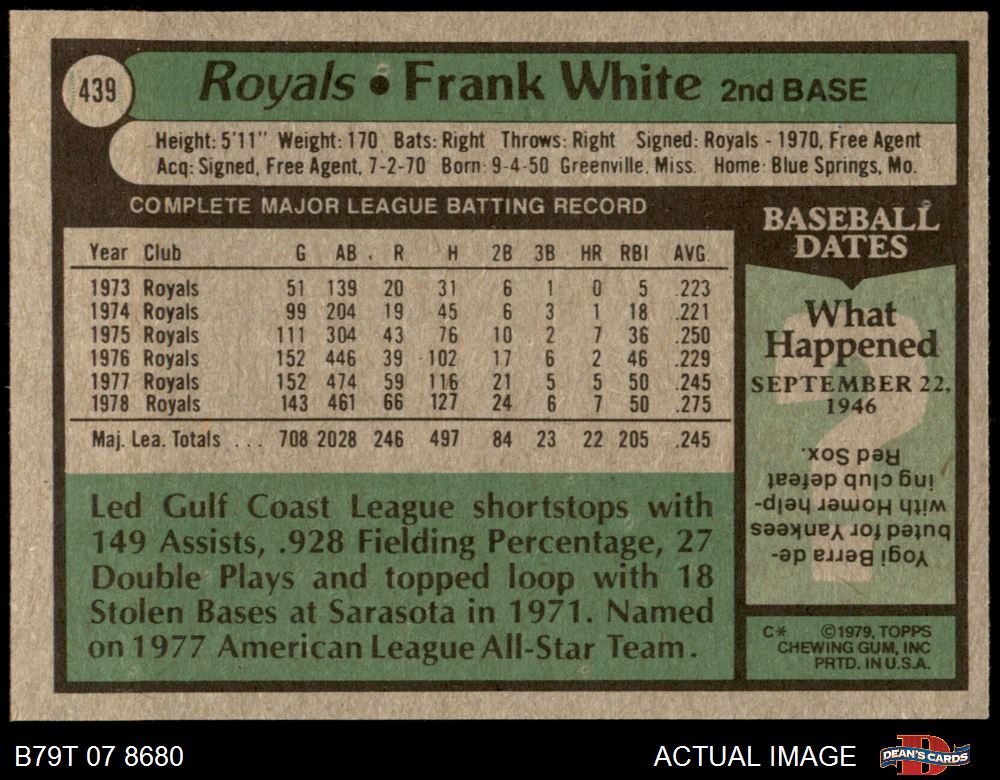 439
Royals • Frank White 2nd BASE
Height: 5'11" Weight: 170 Bats: Right Throws: Right Signed: Royals - 1970, Free Agent
Acq: Signed, Free Agent, 7-2-70 Born: 9-4-50 Greenville, Miss. Home: Blue Springs, Mo.
COMPLETE MAJOR LEAGUE BATTING RECORD
Year Club G AB R H 2B 3B HR RBI AVG.
1973 Royals 51 139 20 31 6 1 0 5 .223
1974 Royals 99 204 19 45 6 3 1 18 .221
1975 Royals 111 304 43 76 10 2 7 36 .250
1976 Royals 152 446 39 102 17 6 2 46 .229
1977 Royals 152 474 59 116 21 5 5 50 .245
1978 Royals 143 461 66 127 24 6 7 50 .275
Maj. Lea. Totals ... 708 2028 246 497 84 23 22 205 .245
Led Gulf Coast League shortstops with
149 Assists, .928 Fielding Percentage, 27
Double Plays and topped loop with 18
Stolen Bases at Sarasota in 1971. Named
on 1977 American League All-Star Team.
BASEBALL
DATES
What
Happened
SEPTEMBER 22,
1946
Yogi Berra de-
buted for Yankees
with Homer help-
ing club defeat
Red Sox.
C* ©1979, TOPPS
CHEWING GUM, INC
PRTD. IN U.S.A.
B79T 07 8680
ACTUAL IMAGE
DEAN'S CARDS